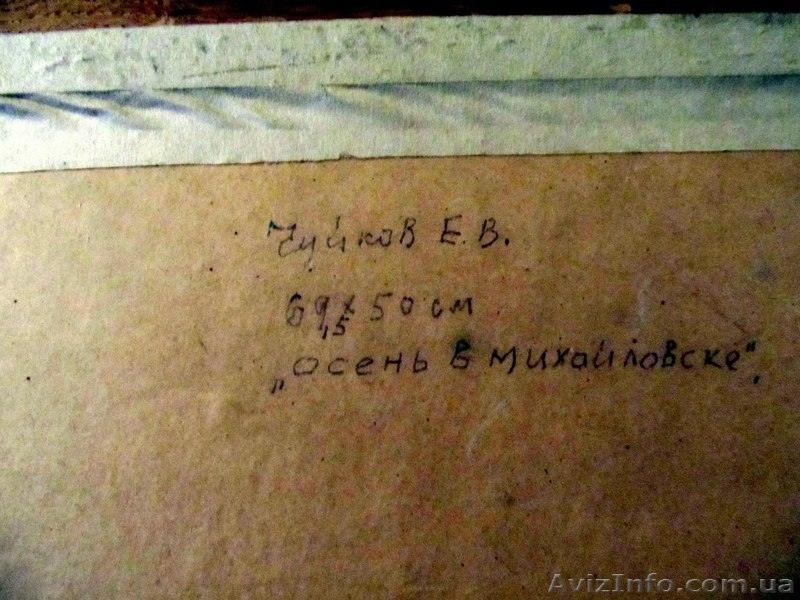 Чуйков Е.В.
69,5 х 50 см
„Осень в михайловске“.
AvizInfo.com.ua